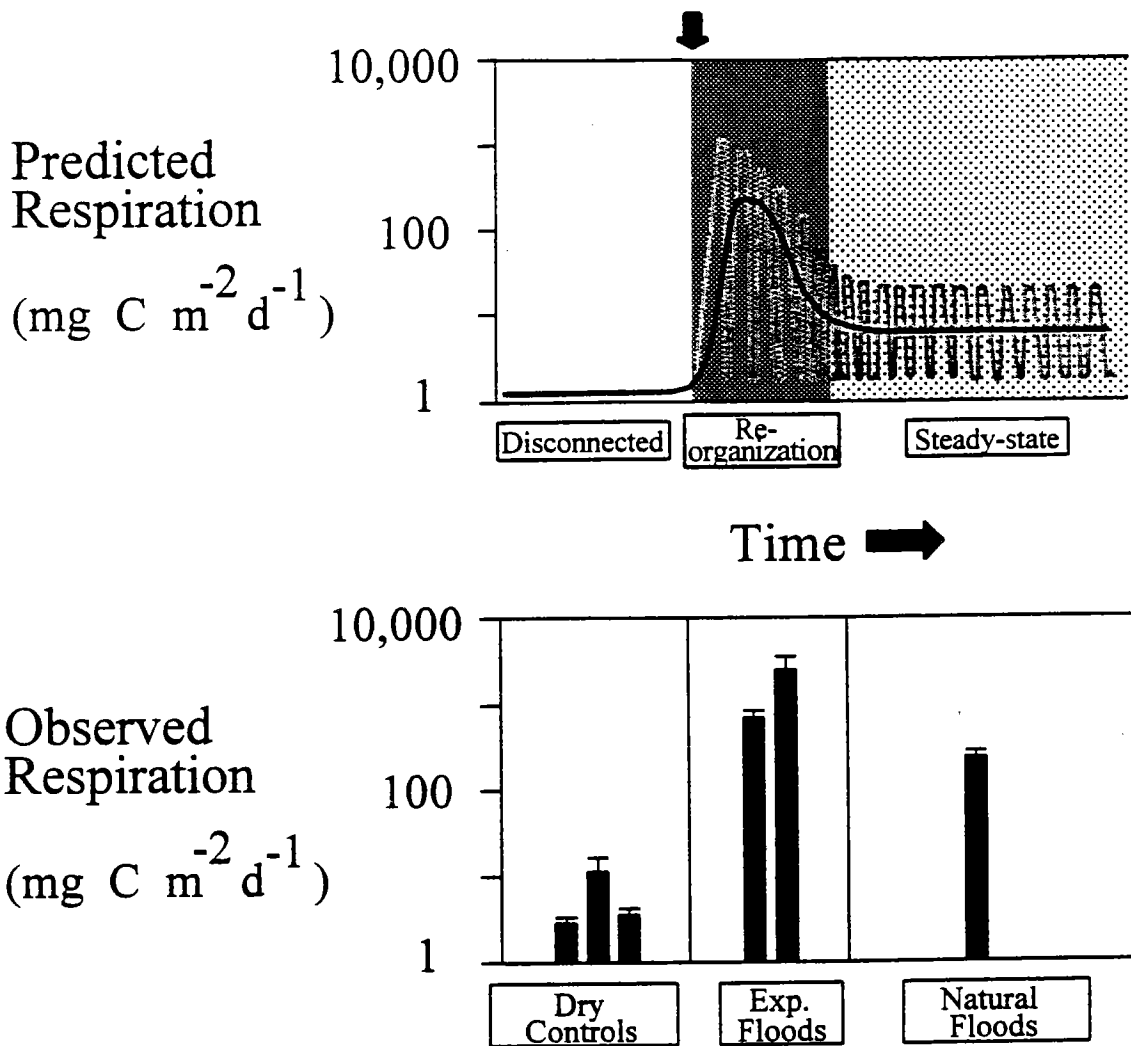 10,000
Predicted
Respiration
100
(mg C m-2 d-1)
1
Disconnected
Re-
organization
Steady-state
Time
10,000
Observed
Respiration
100
(mg C m-2 d-1)
1
Dry
Controls
Exp.
Floods
Natural
Floods